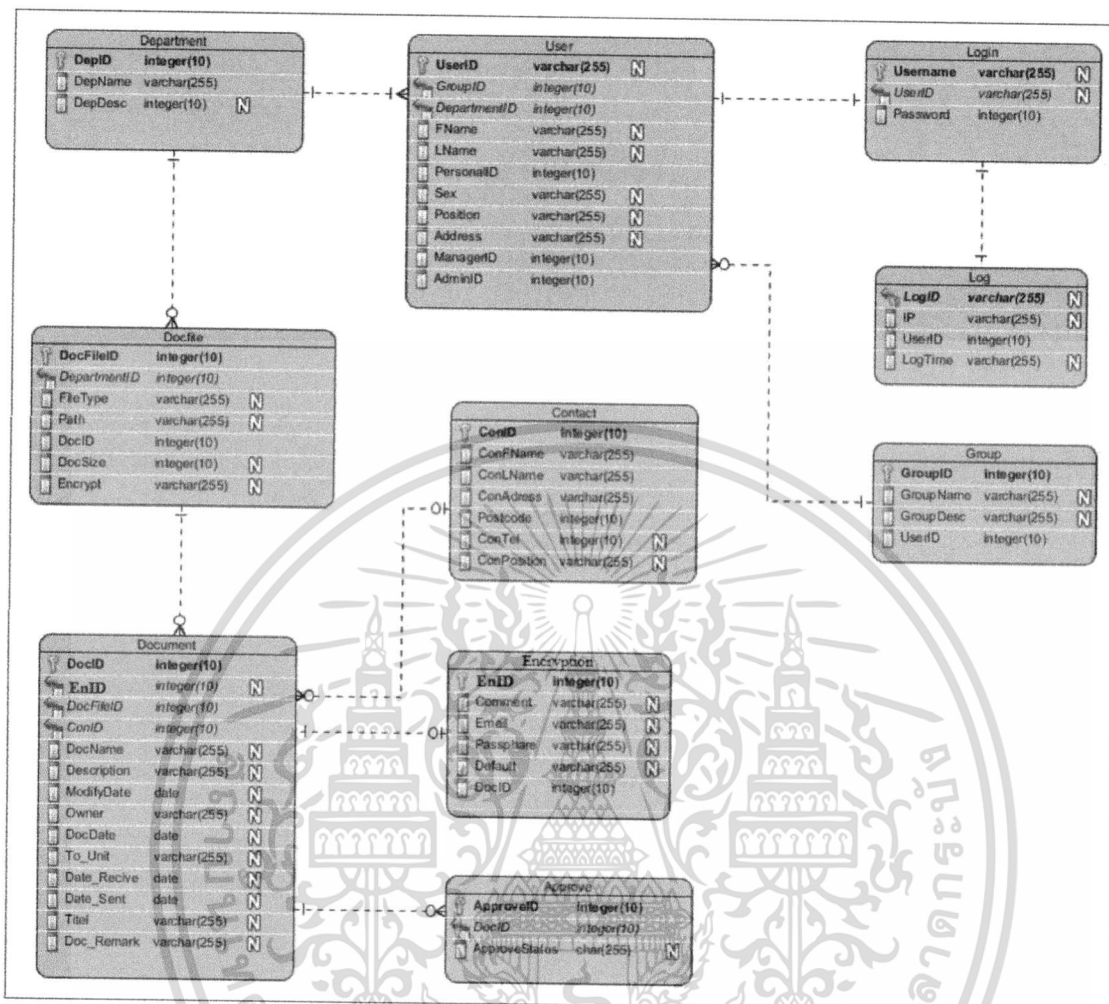 Department
DepID integer(10)
DepName varchar(255)
DepDesc integer(10) N
User
UserID varchar(255) N
GroupID integer(10)
DepartmentID integer(10)
FName varchar(255) N
LName varchar(255) N
PersonalID integer(10)
Sex varchar(255) N
Position varchar(255) N
Address varchar(255) N
ManagerID integer(10)
AdminID integer(10)
Login
Username varchar(255) N
UserID varchar(255) N
Password integer(10)
Log
LogID varchar(255) N
IP varchar(255) N
UserID integer(10)
LogTime varchar(255) N
Docfile
DocFileID integer(10)
DepartmentID integer(10)
FileType varchar(255) N
Path varchar(255) N
DocID integer(10)
DocSize integer(10) N
Encrypt varchar(255) N
Contact
ConID integer(10)
ConFName varchar(255)
ConLName varchar(255)
ConAdress varchar(255)
Postcode integer(10)
ConTel integer(10) N
ConPosition varchar(255) N
Group
GroupID integer(10)
GroupName varchar(255) N
GroupDesc varchar(255) N
UserID integer(10)
Document
DocID integer(10)
EnID integer(10) N
DocFileID integer(10)
ConID integer(10)
DocName varchar(255) N
Description varchar(255) N
ModifyDate date N
Owner varchar(255) N
DocDate date N
To_Unit varchar(255) N
Date_Recive date N
Date_Sent date N
Titel varchar(255) N
Doc_Remark varchar(255) N
Encryption
EnID integer(10)
Comment varchar(255) N
Email varchar(255) N
Passphare varchar(255) N
Default varchar(255) N
DocID integer(10)
Approve
ApproveID integer(10)
DocID integer(10)
ApproveStates char(255) N